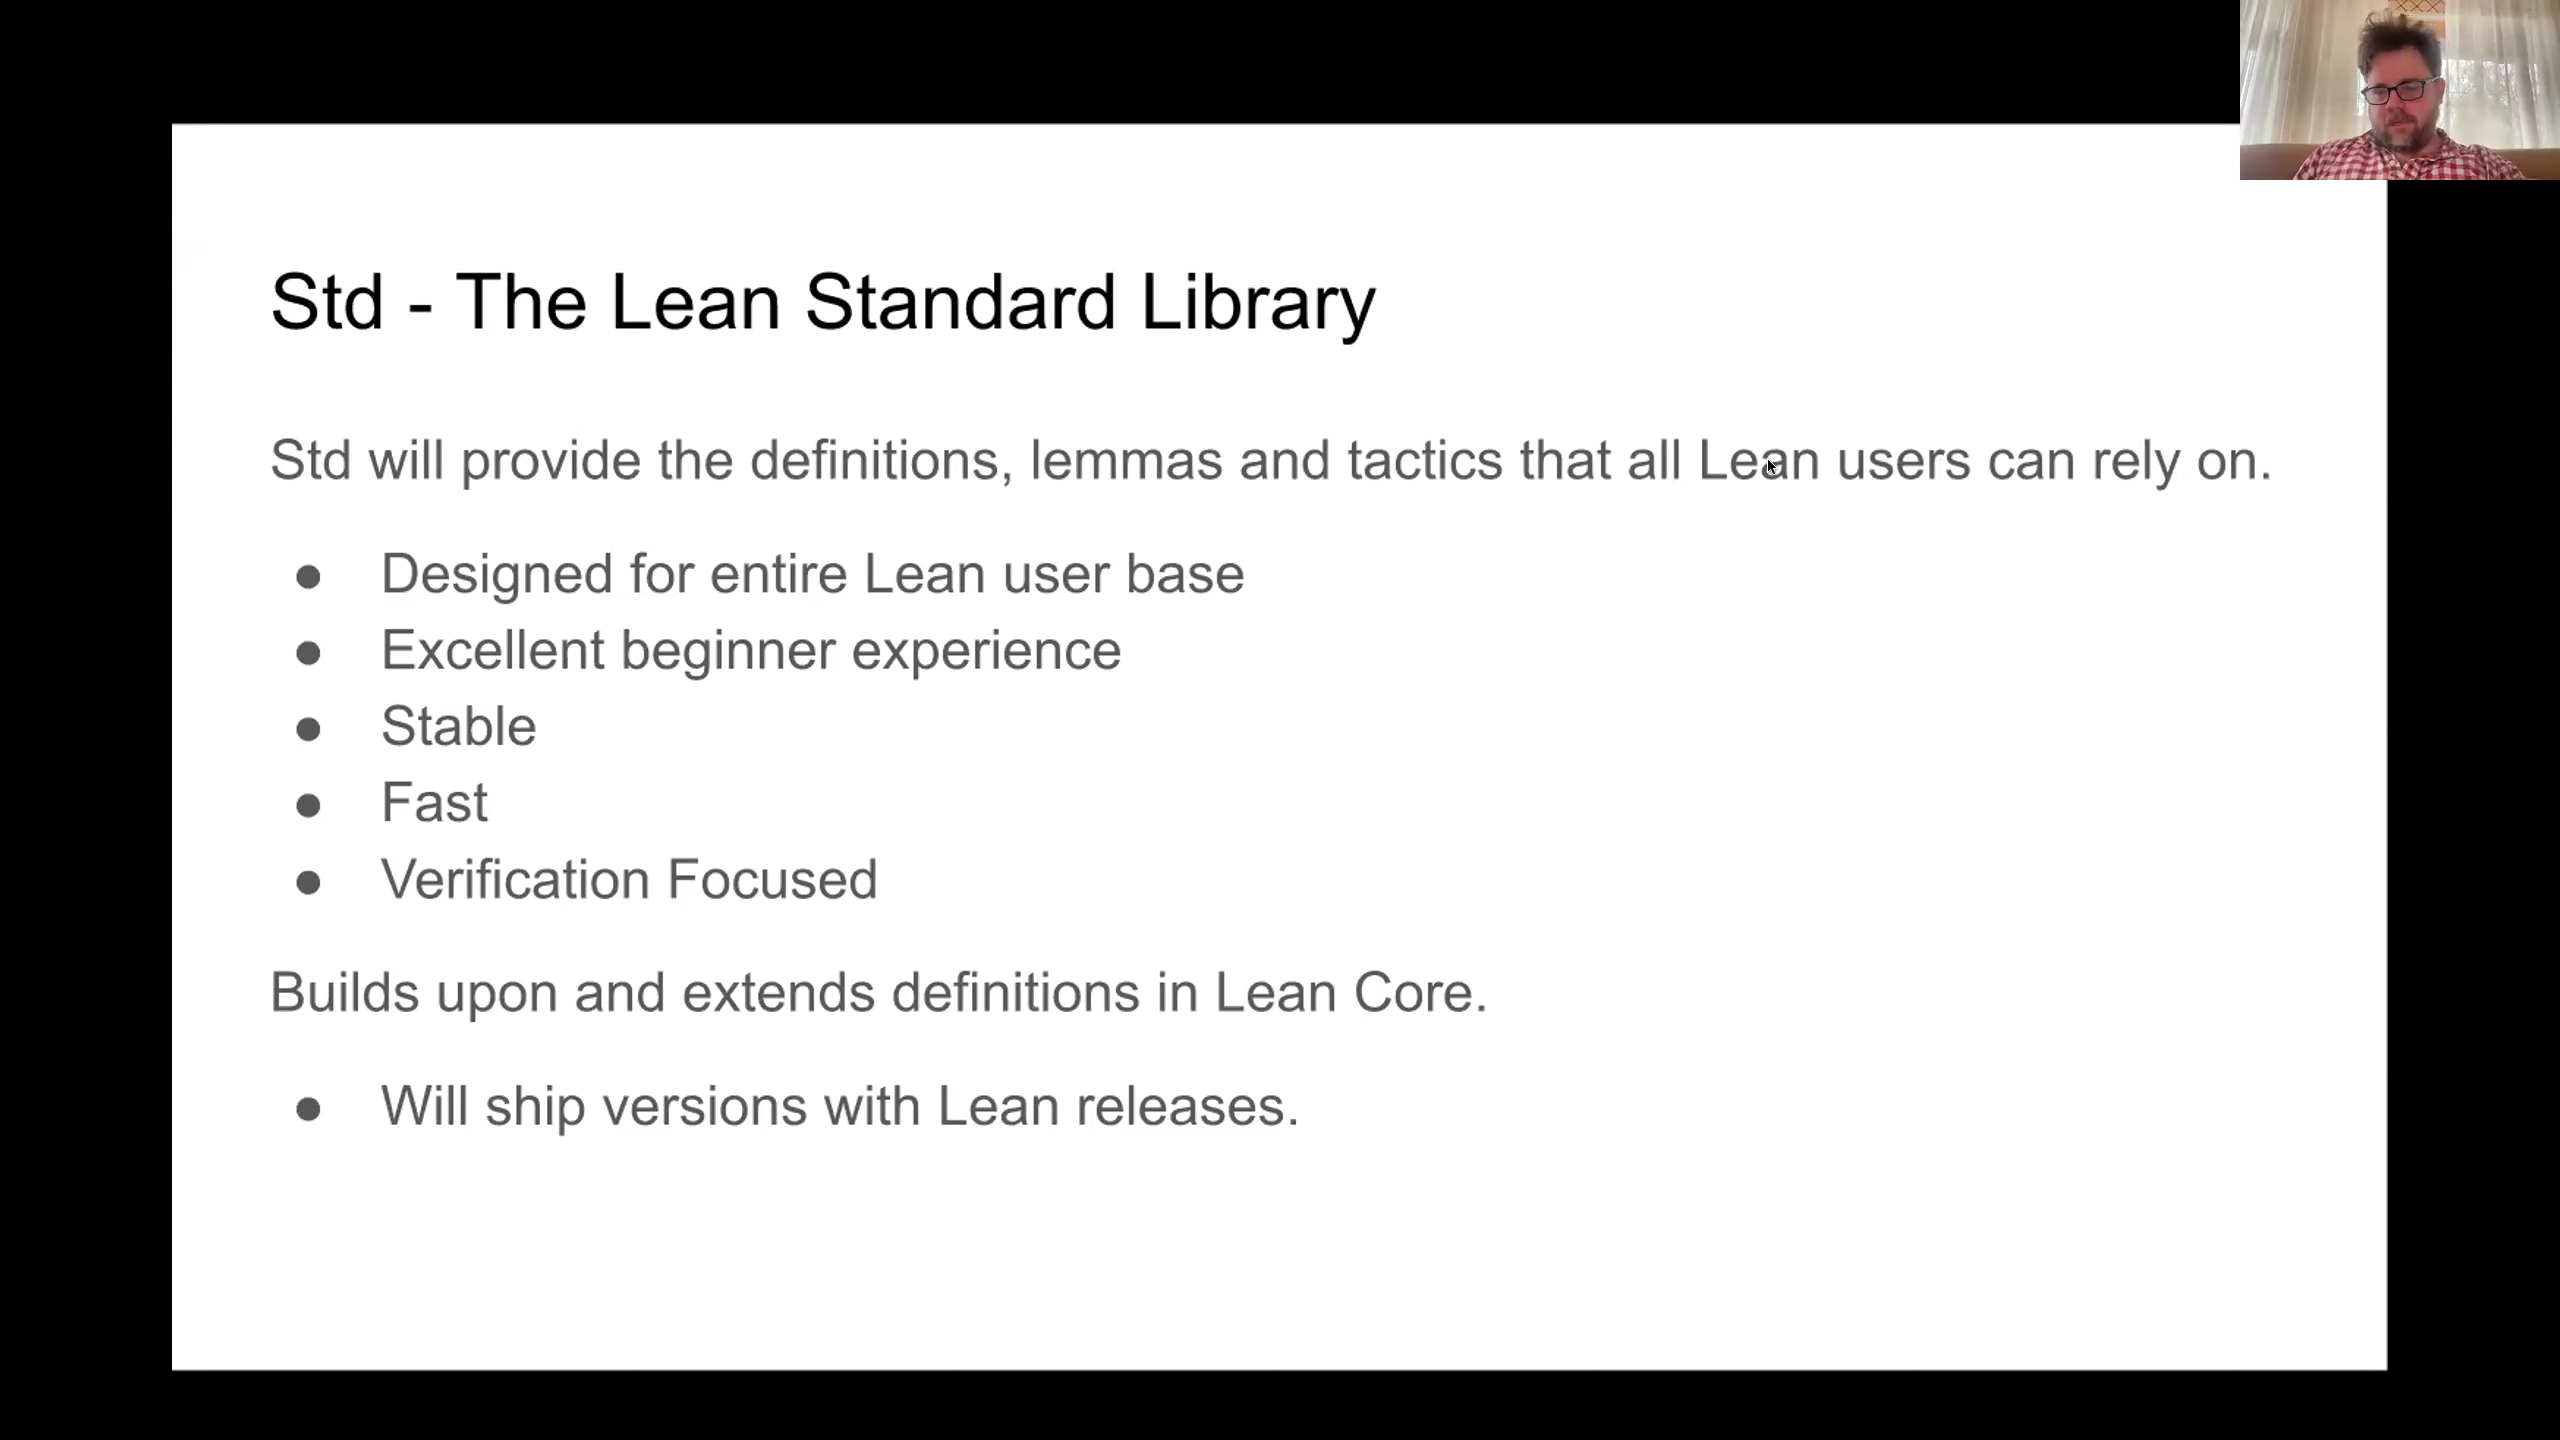 Std - The Lean Standard Library
Std will provide the definitions, lemmas and tactics that all Lean users can rely on.
● Designed for entire Lean user base
● Excellent beginner experience
● Stable
● Fast
● Verification Focused
Builds upon and extends definitions in Lean Core.
● Will ship versions with Lean releases.